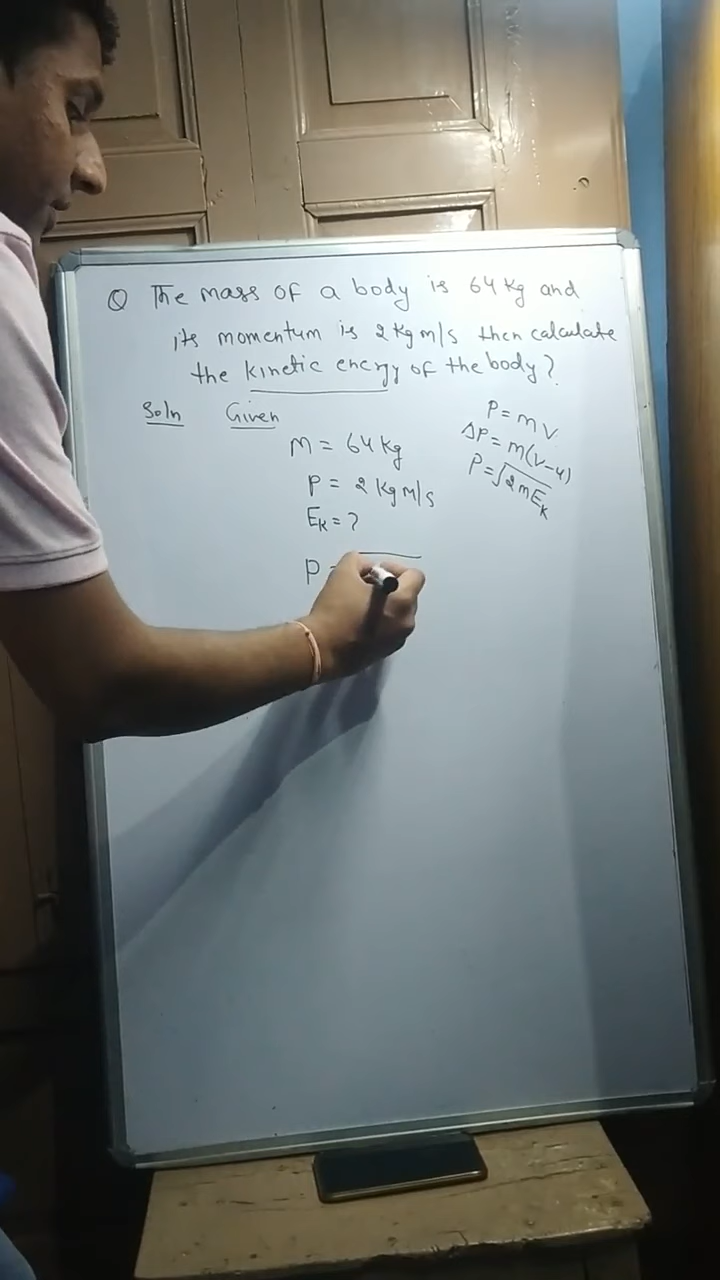 Q The mass of a body is 64 kg and
its momentum is 2 kg m/s then calculate
the kinetic energy of the body?
Soln Given
M = 64 kg
P = 2 kg m/s
Ek = ?
P =
P = mv
ΔP = m(v-u)
P = √2mEk